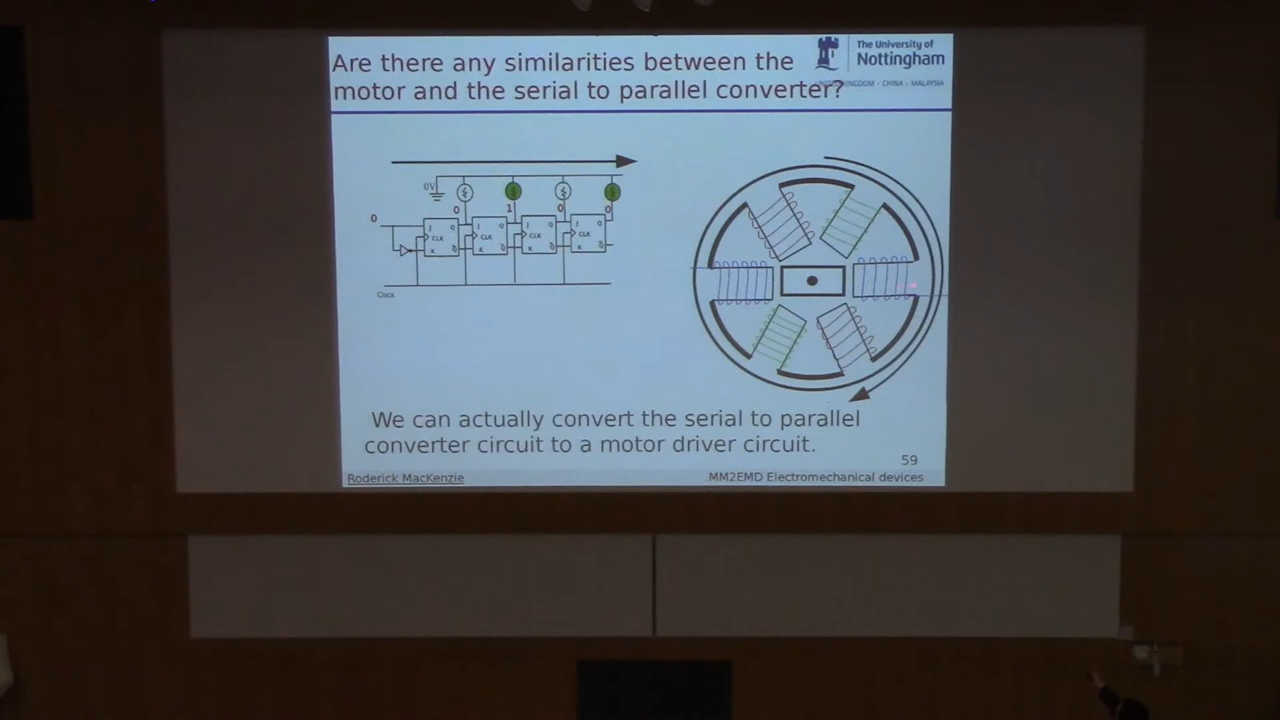 Are there any similarities between the
motor and the serial to parallel converter?
The University of
Nottingham
UNITED KINGDOM · CHINA · MALAYSIA
0V
0 1 0 0
0
J Q J Q J Q J Q
CLK CLK CLK CLK
K Q K Q K Q K Q
Clock
We can actually convert the serial to parallel
converter circuit to a motor driver circuit.
59
Roderick MacKenzie
MM2EMD Electromechanical devices